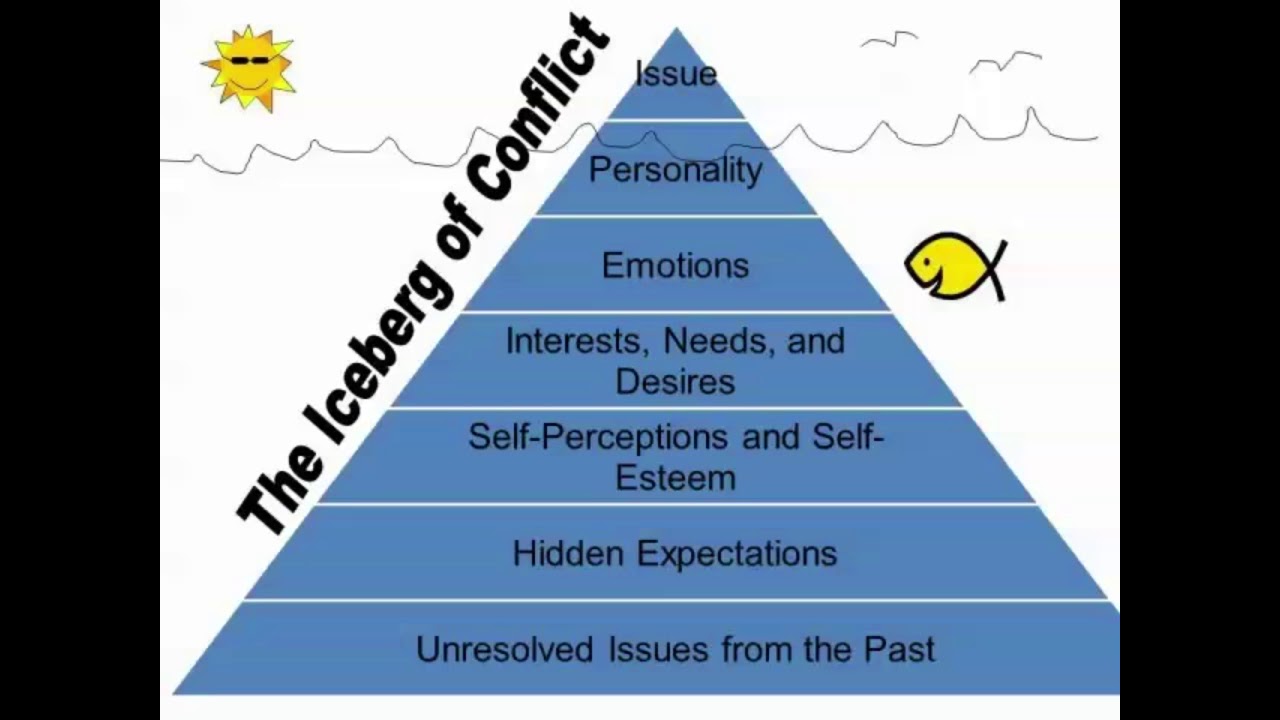 The Iceberg of Conflict
Issue
Personality
Emotions
Interests, Needs, and
Desires
Self-Perceptions and Self-
Esteem
Hidden Expectations
Unresolved Issues from the Past